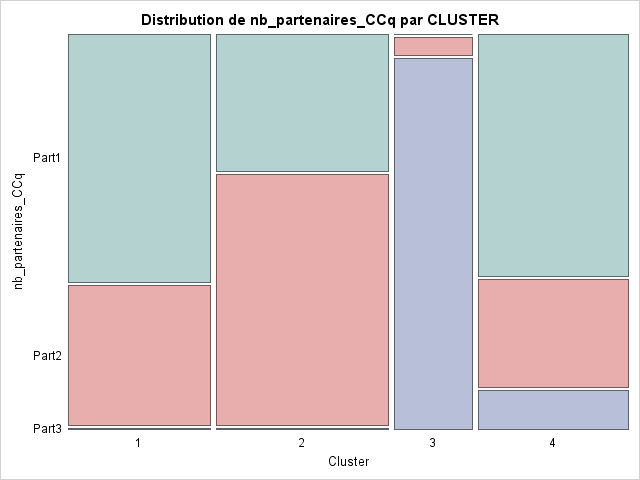 Distribution de nb_partenaires_CCq par CLUSTER
nb_partenaires_CCq
Part1
Part2
Part3
1 2 3 4
Cluster